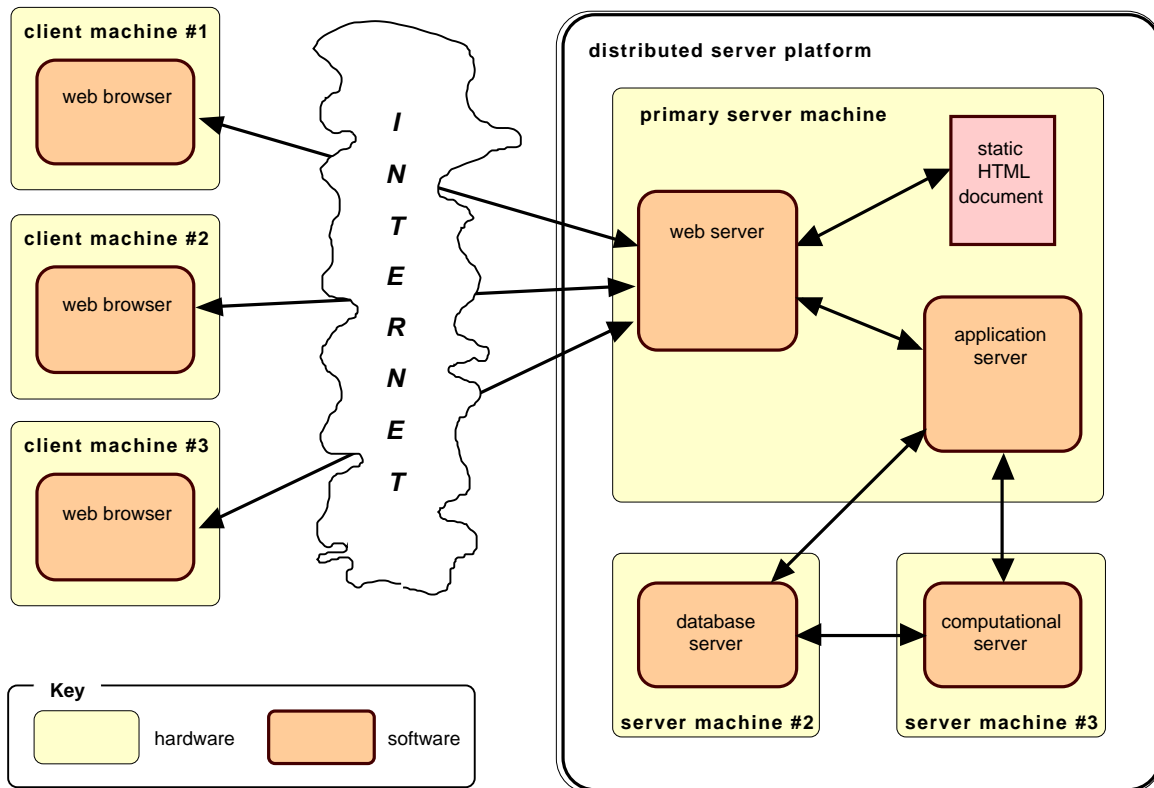 client machine #1
web browser
client machine #2
web browser
client machine #3
web browser
I
N
T
E
R
N
E
T
distributed server platform
primary server machine
static
HTML
document
web server
application
server
database
server
server machine #2
computational
server
server machine #3
Key
hardware
software